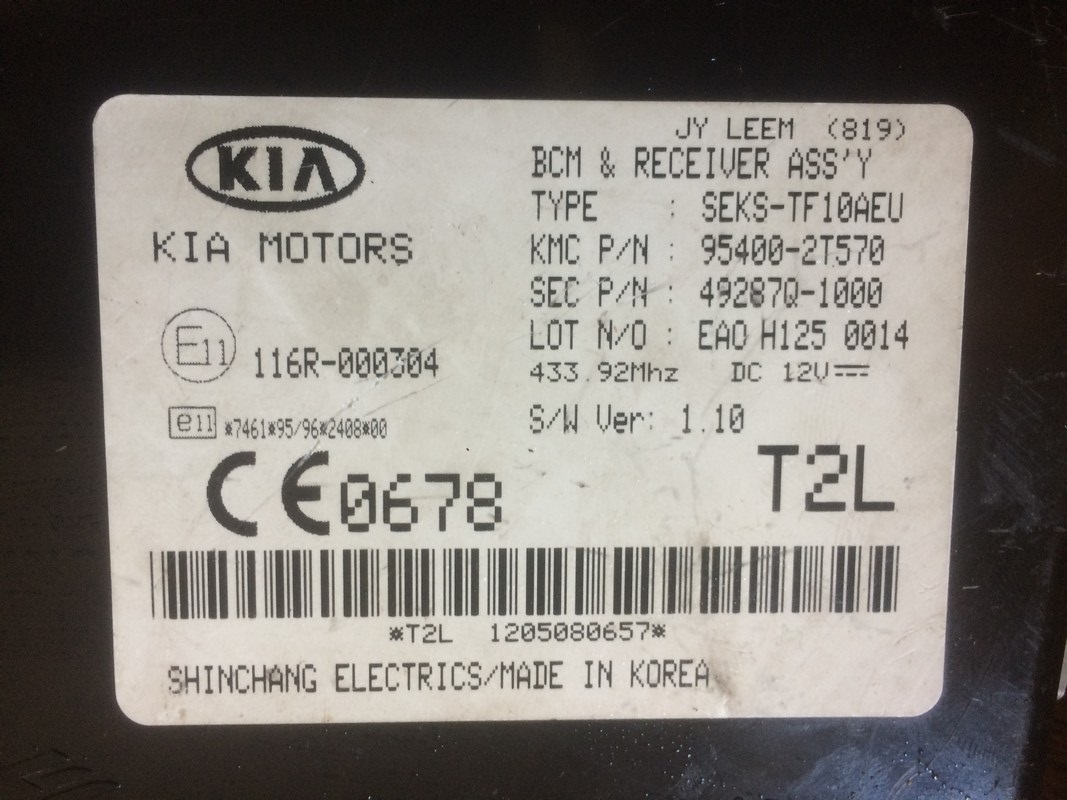 KIA
KIA MOTORS
E11 116R-000304
e11 *7461*95/96*2408*00
CE0678
JY LEEM (819)
BCM & RECEIVER ASS'Y
TYPE : SEKS-TF10AEU
KMC P/N : 95400-2T570
SEC P/N : 49287Q-1000
LOT N/O : EAO H125 0014
433.92Mhz DC 12V
S/W Ver: 1.10
T2L
*T2L 1205080657*
SHINCHANG ELECTRICS/MADE IN KOREA